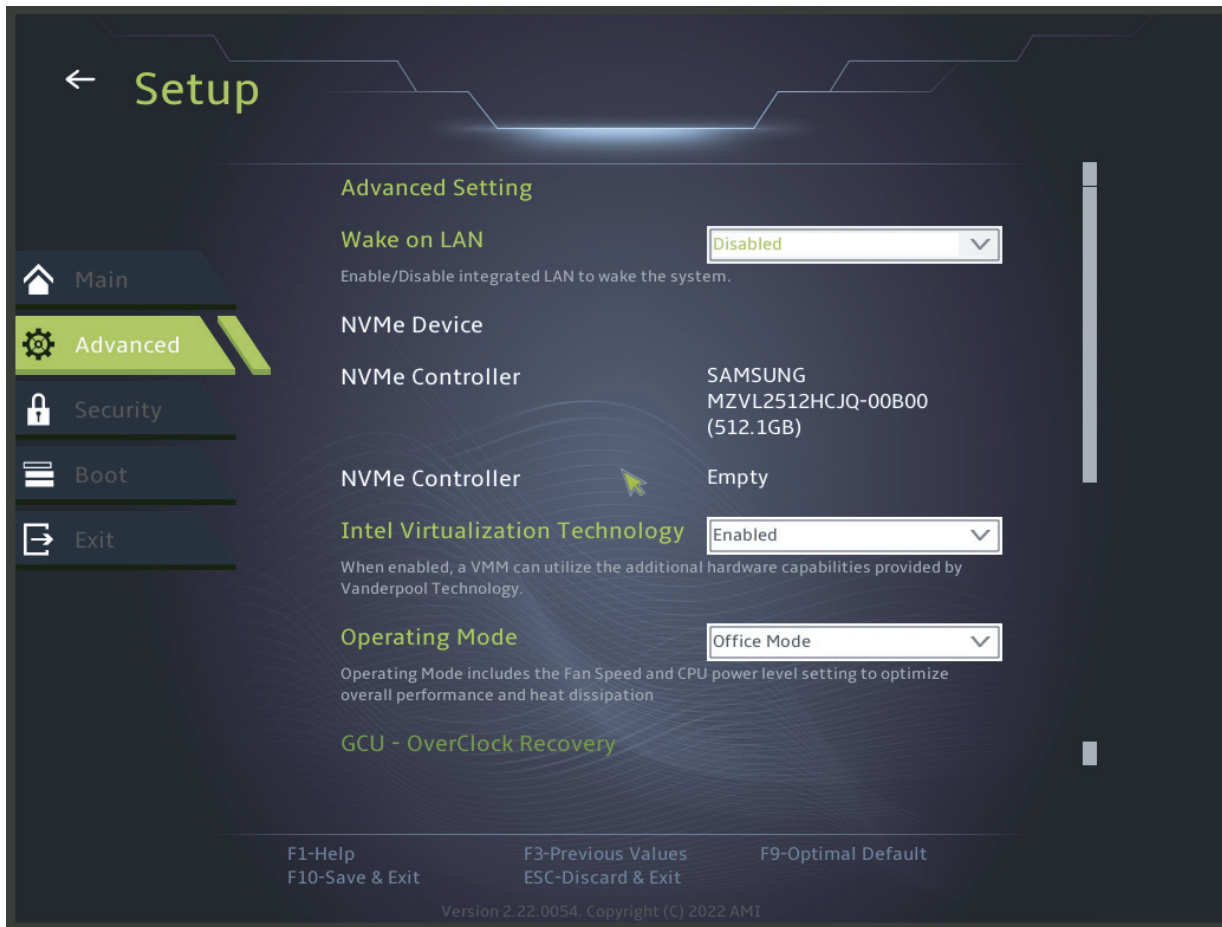 Setup
Advanced Setting
Wake on LAN
Disabled
Enable/Disable integrated LAN to wake the system.
Main
NVMe Device
Advanced
NVMe Controller
SAMSUNG
MZVL2512HCJQ-00B00
(512.1GB)
Security
Boot
NVMe Controller
Empty
Intel Virtualization Technology
Enabled
Exit
When enabled, a VMM can utilize the additional hardware capabilities provided by
Vanderpool Technology.
Operating Mode
Office Mode
Operating Mode includes the Fan Speed and CPU power level setting to optimize
overall performance and heat dissipation
GCU - OverClock Recovery
F1-Help
F3-Previous Values
F9-Optimal Default
F10-Save & Exit
ESC-Discard & Exit
Version 2.22.0054. Copyright (C) 2022 AMI